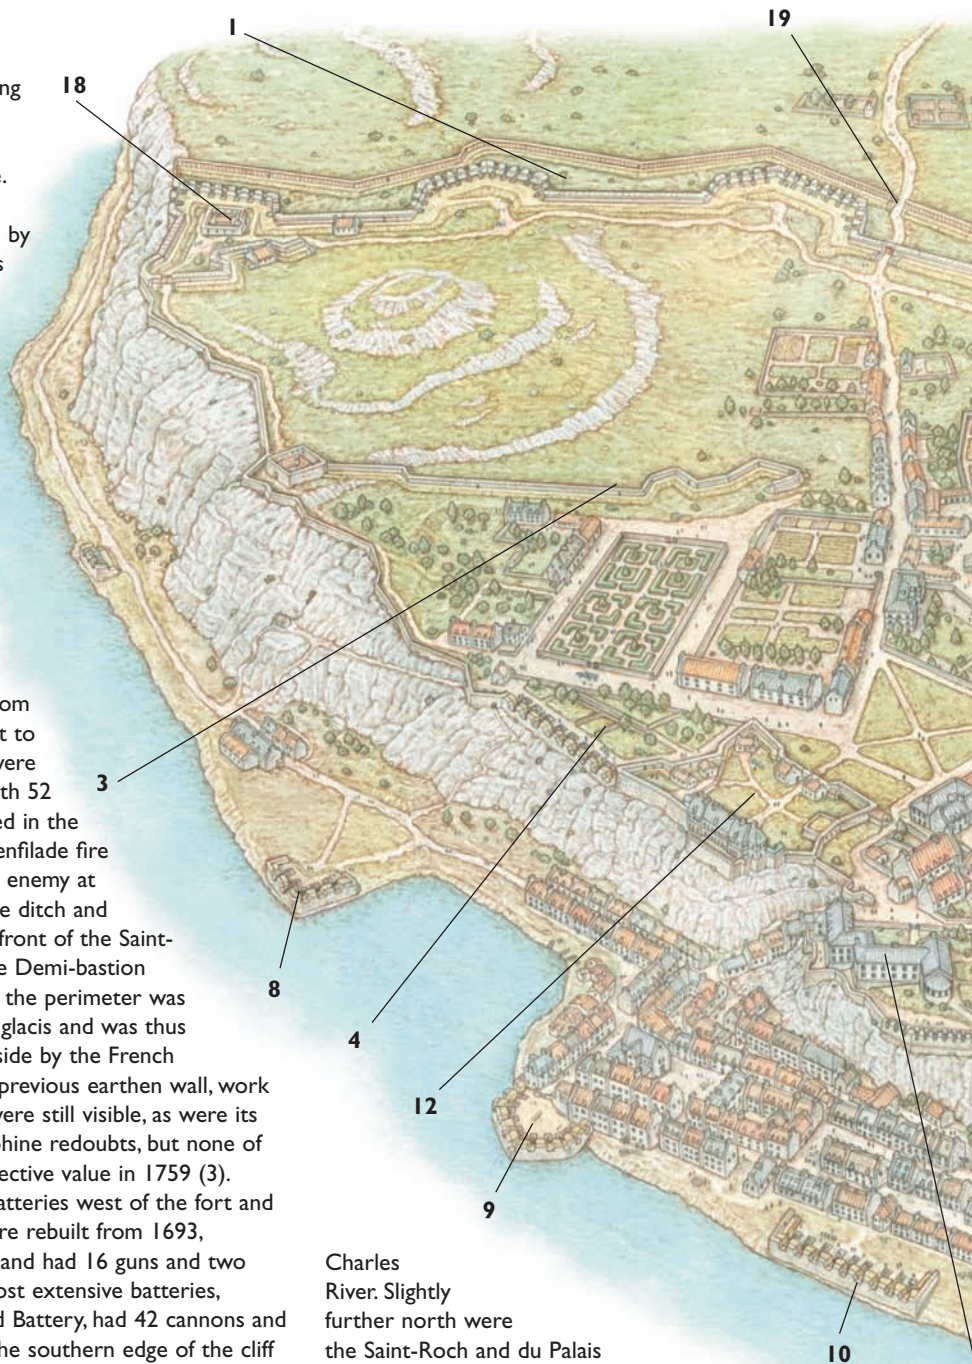 1
19
18
ng
e.
by
s
om
t to
vere
th 52
3
ed in the
enfilade fire
enemy at
e ditch and
front of the Saint-
e Demi-bastion
8
the perimeter was
glacis and was thus
4
side by the French
previous earthen wall, work
12
vere still visible, as were its
phine redoubts, but none of
fective value in 1759 (3).
9
atteries west of the fort and
re rebuilt from 1693,
and had 16 guns and two
ost extensive batteries,
d Battery, had 42 cannons and
he southern edge of the cliff
Charles
River. Slightly
further north were
the Saint-Roch and du Palais
10